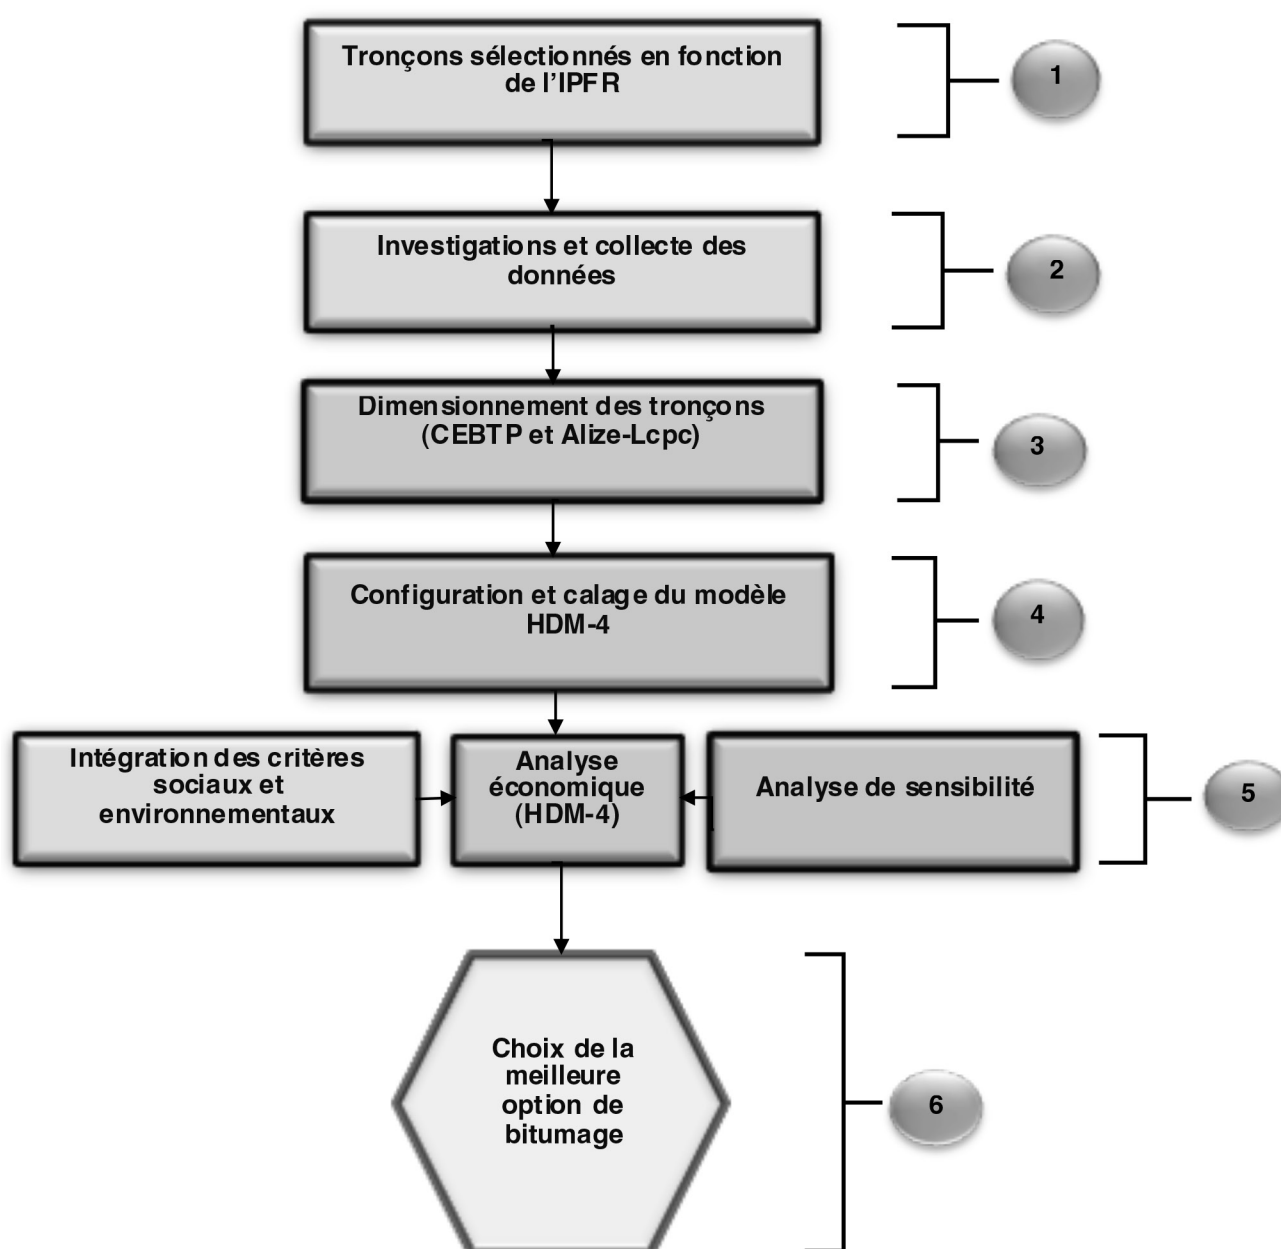 Tronçons sélectionnés en fonction
de l'IPFR
1
Investigations et collecte des
données
2
Dimensionnement des tronçons
(CEBTP et Alize-Lcpc)
3
Configuration et calage du modèle
HDM-4
4
Intégration des critères
sociaux et
environnementaux
Analyse
économique
(HDM-4)
Analyse de sensibilité
5
Choix de la
meilleure
option de
bitumage
6